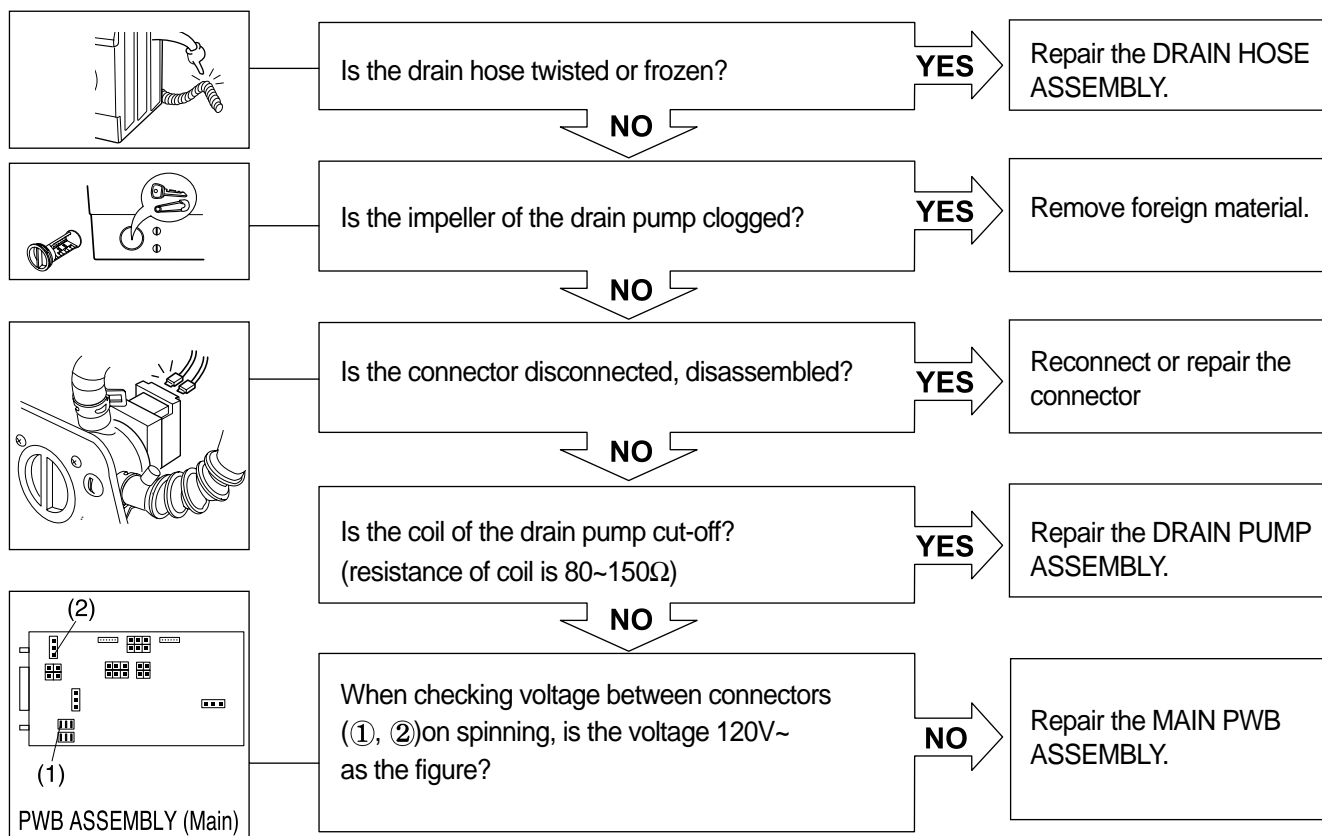 Is the drain hose twisted or frozen?
YES
Repair the DRAIN HOSE
ASSEMBLY.
NO
Is the impeller of the drain pump clogged?
YES
Remove foreign material.
NO
Is the connector disconnected, disassembled?
YES
Reconnect or repair the
connector
NO
Is the coil of the drain pump cut-off?
(resistance of coil is 80~150Ω)
YES
Repair the DRAIN PUMP
ASSEMBLY.
NO
(2)
(1)
PWB ASSEMBLY (Main)
When checking voltage between connectors
(①, ②)on spinning, is the voltage 120V~
as the figure?
NO
Repair the MAIN PWB
ASSEMBLY.